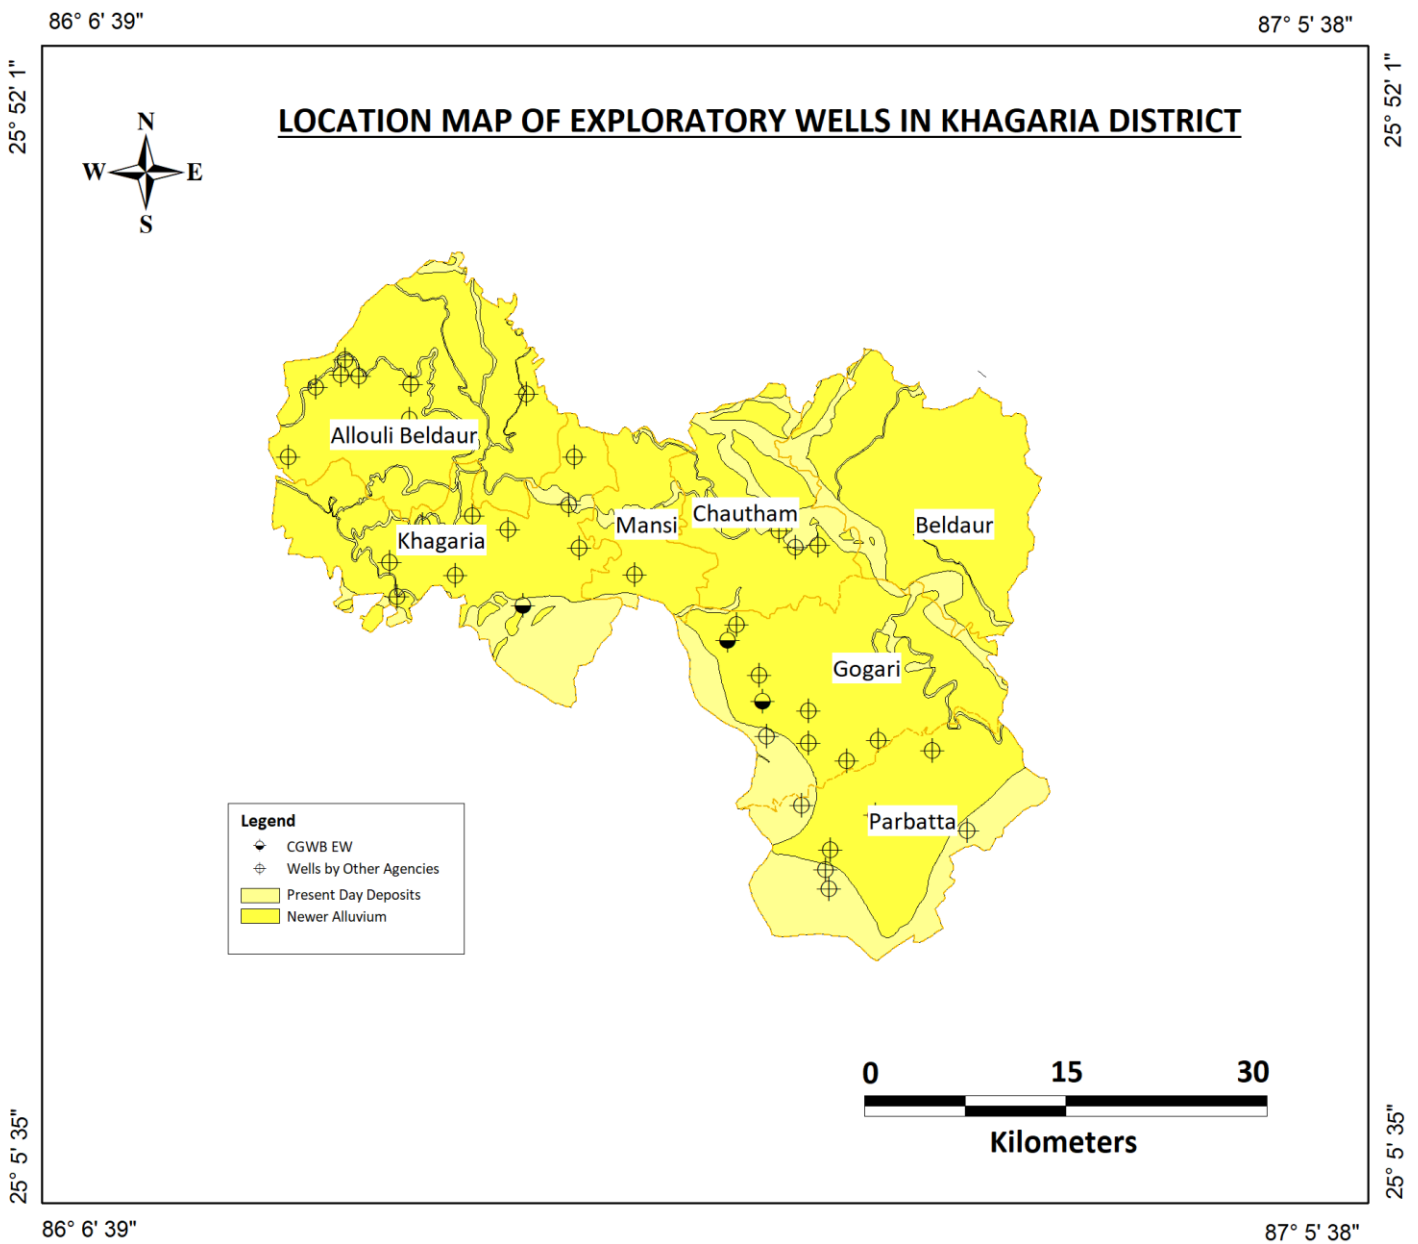 86° 6' 39"
87° 5' 38"
25° 52' 1"
25° 52' 1"
LOCATION MAP OF EXPLORATORY WELLS IN KHAGARIA DISTRICT
N
W
E
S
Allouli Beldaur
Khagaria
Mansi
Chautham
Beldaur
Gogari
Parbatta
Legend
CGWB EW
Wells by Other Agencies
Present Day Deposits
Newer Alluvium
0 15 30
Kilometers
25° 5' 35"
25° 5' 35"
86° 6' 39"
87° 5' 38"